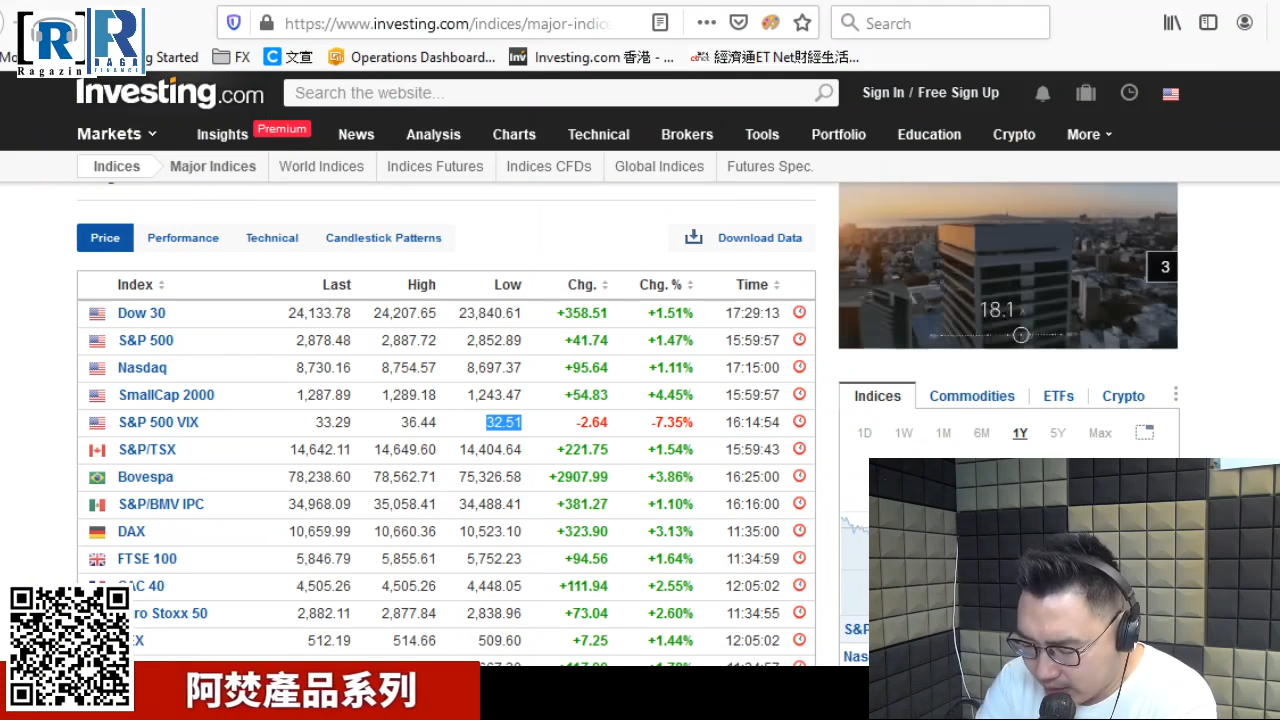 https://www.investing.com/indices/major-indic
Search
Ragazin
RAGA
FINANCE
Started
FX
文宣
Operations Dashboard...
Investing.com 香港 - ...
經濟通ET Net財經生活...
Investing.com
Search the website...
Sign In / Free Sign Up
Markets
Insights
Premium
News
Analysis
Charts
Technical
Brokers
Tools
Portfolio
Education
Crypto
More
Indices
Major Indices
World Indices
Indices Futures
Indices CFDs
Global Indices
Futures Spec.
Price
Performance
Technical
Candlestick Patterns
Download Data
Index Last High Low Chg. Chg. % Time
Dow 30 24,133.78 24,207.65 23,840.61 +358.51 +1.51% 17:29:13
S&P 500 2,878.48 2,887.72 2,852.89 +41.74 +1.47% 15:59:57
Nasdaq 8,730.16 8,754.57 8,697.37 +95.64 +1.11% 17:15:00
SmallCap 2000 1,287.89 1,289.18 1,243.47 +54.83 +4.45% 15:59:57
S&P 500 VIX 33.29 36.44 32.51 -2.64 -7.35% 16:14:54
S&P/TSX 14,642.11 14,649.60 14,404.64 +221.75 +1.54% 15:59:43
Bovespa 78,238.60 78,562.71 75,326.58 +2907.99 +3.86% 16:25:00
S&P/BMV IPC 34,968.09 35,058.41 34,488.41 +381.27 +1.10% 16:16:00
DAX 10,659.99 10,660.36 10,523.10 +323.90 +3.13% 11:35:00
FTSE 100 5,846.79 5,855.61 5,752.23 +94.56 +1.64% 11:34:59
CAC 40 4,505.26 4,505.26 4,448.05 +111.94 +2.55% 12:05:02
ro Stoxx 50 2,882.11 2,877.84 2,838.96 +73.04 +2.60% 11:34:55
EX 512.19 514.66 509.60 +7.25 +1.44% 12:05:02
3
18.1
Indices
Commodities
ETFs
Crypto
1D
1W
1M
6M
1Y
5Y
Max
S&P
Nas
阿焚產品系列